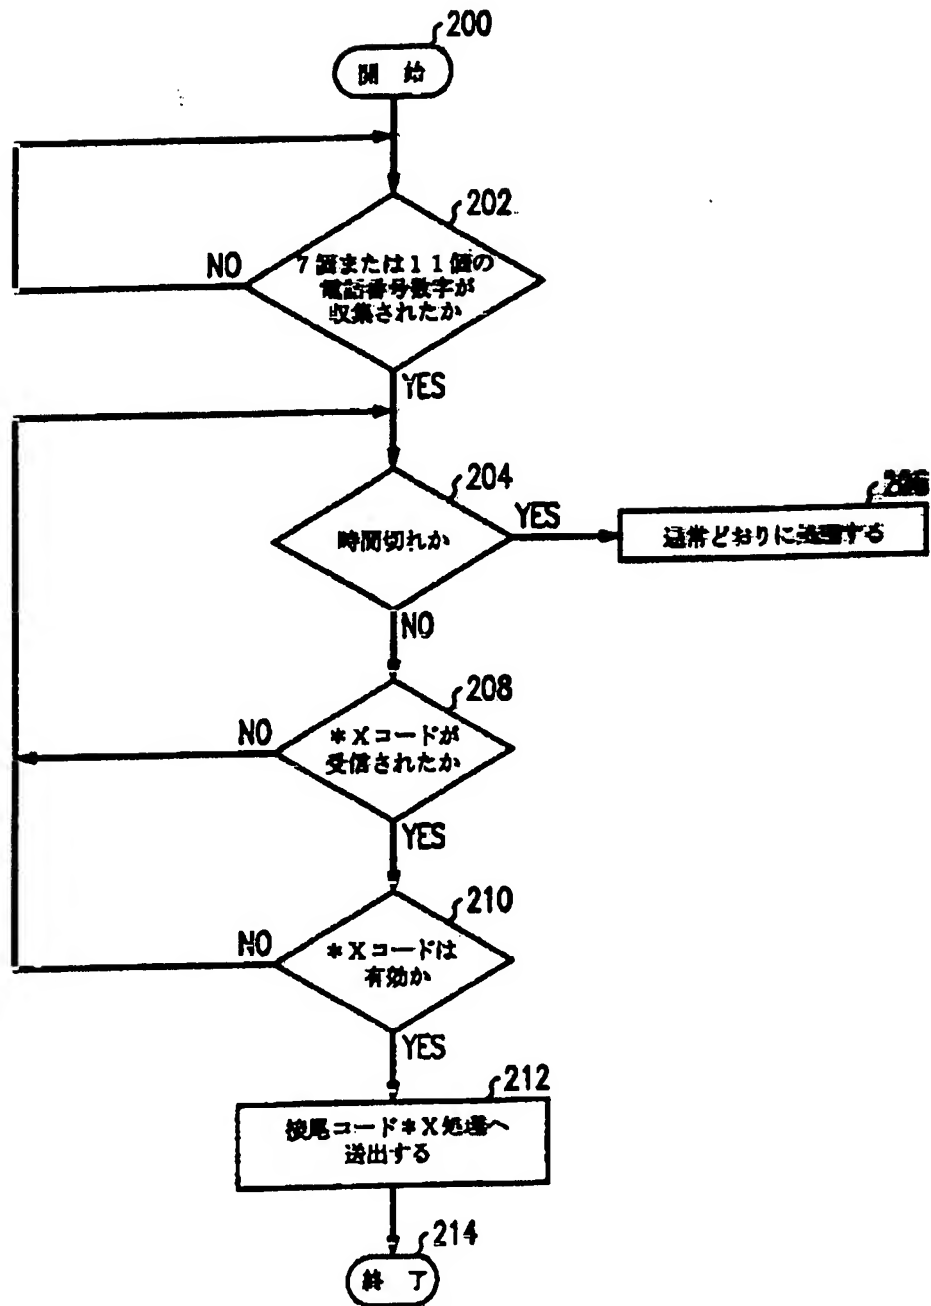 200
開 始
202
NO
7個または11個の
電話番号数字が
収集されたか
YES
204
YES
時間切れか
通常どおりに処理する
NO
208
NO
*Xコードが
受信されたか
YES
210
NO
*Xコードは
有効か
YES
212
接尾コード*X処理へ
送出する
214
終 了